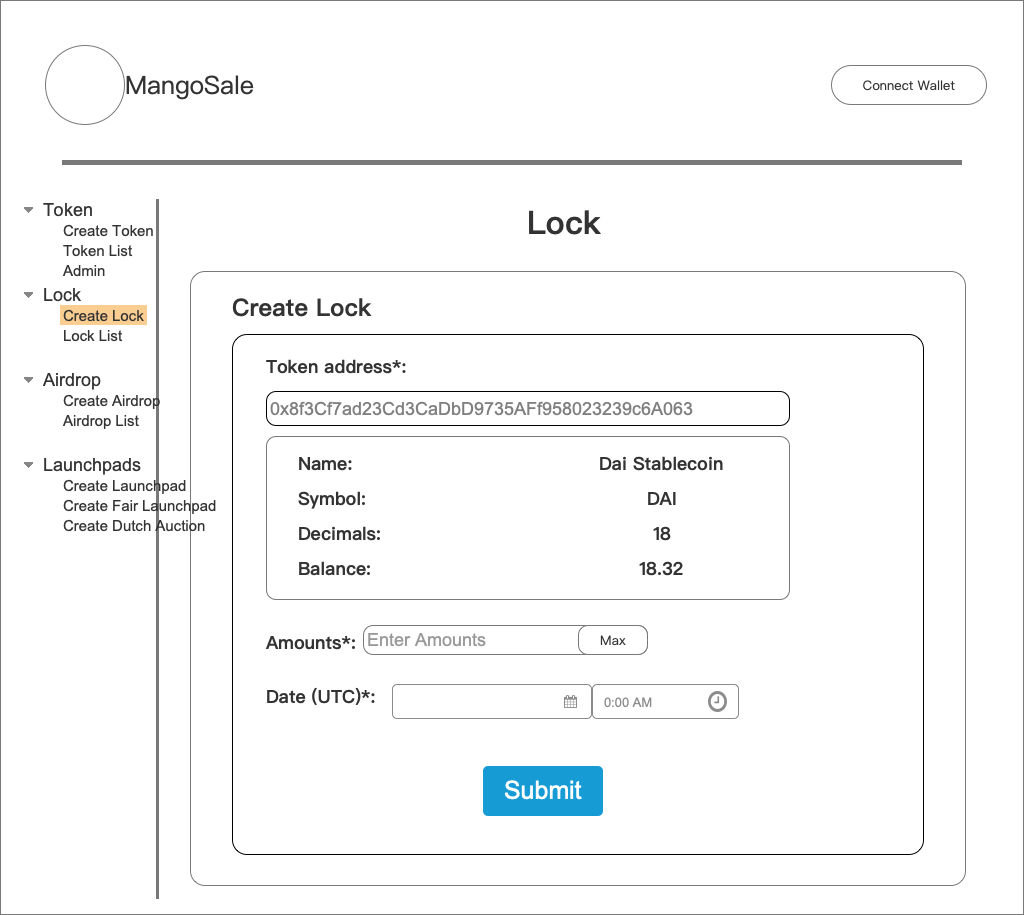 MangoSale
Connect Wallet
Token
Create Token
Token List
Admin
Lock
Create Lock
Lock List
Airdrop
Create Airdrop
Airdrop List
Launchpads
Create Launchpad
Create Fair Launchpad
Create Dutch Auction
Lock
Create Lock
Token address*:
0x8f3Cf7ad23Cd3CaDbD9735AFf958023239c6A063
Name: Dai Stablecoin
Symbol: DAI
Decimals: 18
Balance: 18.32
Amounts*: Enter Amounts Max
Date (UTC)*: 0:00 AM
Submit